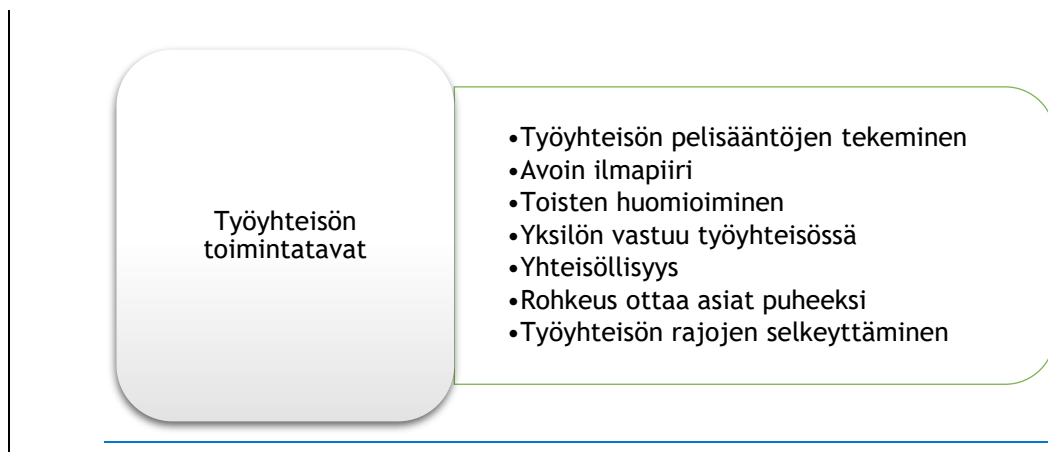 Työyhteisön
toimintatavat
•Työyhteisön pelisääntöjen tekeminen
•Avoin ilmapiiri
•Toisten huomioiminen
•Yksilön vastuu työyhteisössä
•Yhteisöllisyys
•Rohkeus ottaa asiat puheeksi
•Työyhteisön rajojen selkeyttäminen